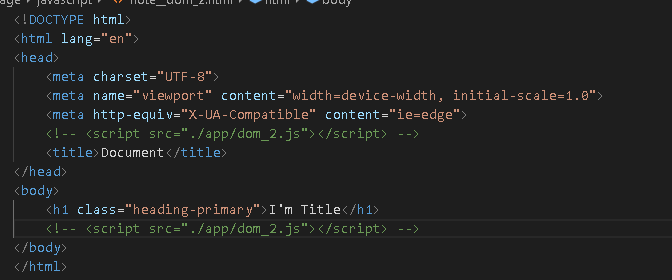 age > javascript > <> note__dom_2.html > html > body
<!DOCTYPE html>
<html lang="en">
<head>
    <meta charset="UTF-8">
    <meta name="viewport" content="width=device-width, initial-scale=1.0">
    <meta http-equiv="X-UA-Compatible" content="ie=edge">
    <!-- <script src="./app/dom_2.js"></script> -->
    <title>Document</title>
</head>
<body>
    <h1 class="heading-primary">I'm Title</h1>
    <!-- <script src="./app/dom_2.js"></script> -->
</body>
</html>